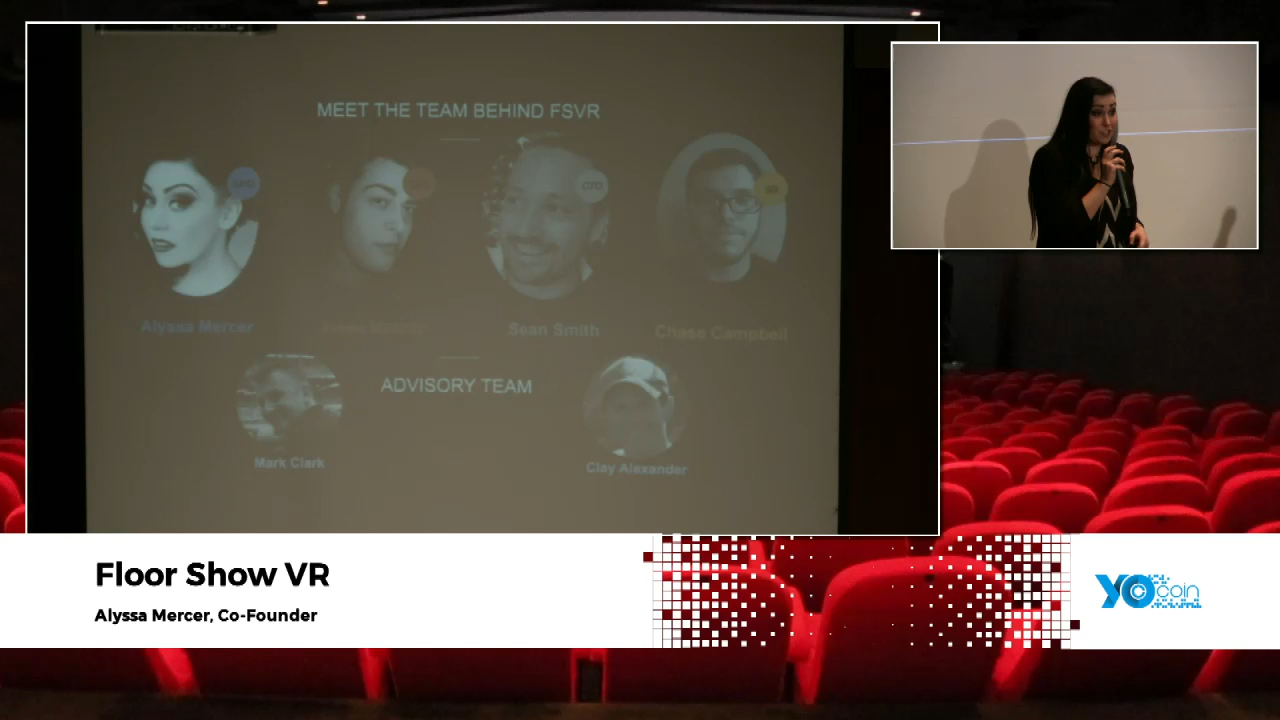 MEET THE TEAM BEHIND FSVR
Alyssa Mercer
Sean Smith
Chase Campbell
ADVISORY TEAM
Mark Clark
Clay Alexander
Floor Show VR
Alyssa Mercer, Co-Founder
YOcoin